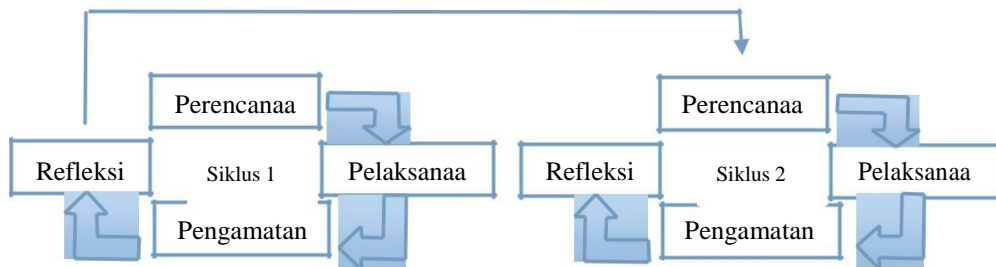 Perencanaa
Refleksi
Siklus 1
Pelaksanaa
Pengamatan
Perencanaa
Refleksi
Siklus 2
Pelaksanaa
Pengamatan